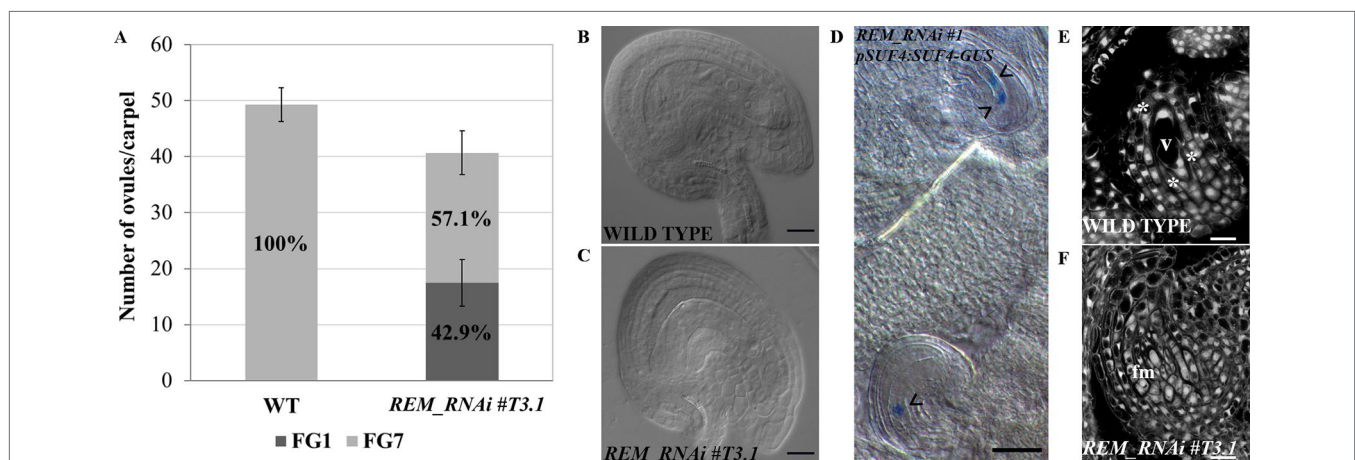 A
Number of ovules/carpel
60
50
40
30
20
10
0
100%
57.1%
42.9%
WT
REM_RNAi #T3.1
FG1
FG7
B
WILD TYPE
C
REM_RNAi #T3.1
D
REM_RNAi #1
pSUF4:SUF4-GUS
E
*
V
*
*
WILD TYPE
F
fm
REM_RNAi #T3.1